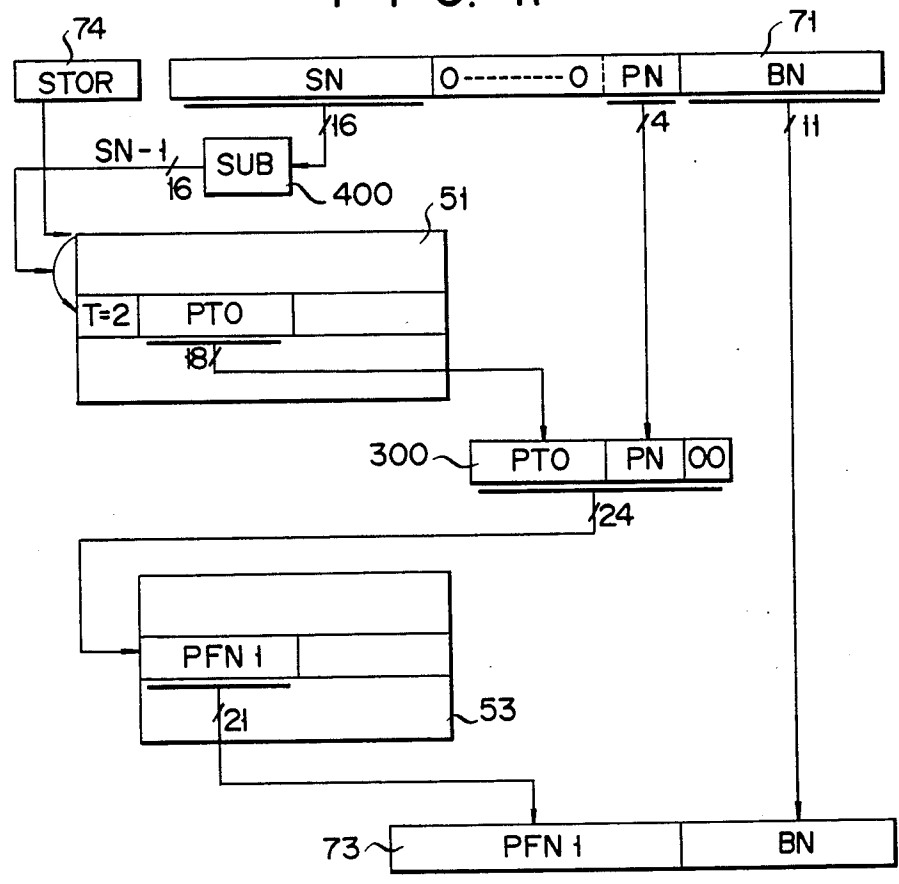 74
71
STOR
SN
0--------0
PN
BN
16
4
11
SN-1
16
SUB
400
51
T=2
PTO
18
300
PTO
PN
00
24
PFN 1
21
53
73
PFN 1
BN